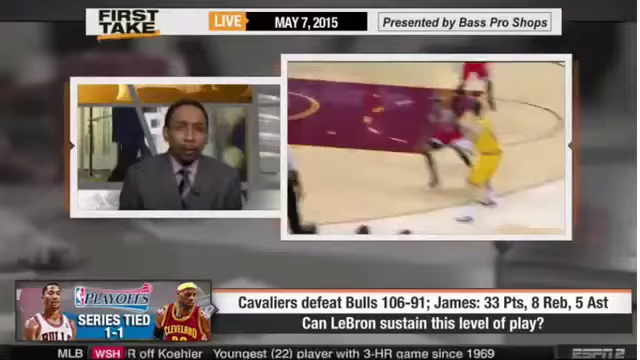 FIRST TAKE
LIVE
MAY 7, 2015
Presented by Bass Pro Shops
PLAYOFFS
SERIES TIED
1-1
BULLS
CLEVELAND
Cavaliers defeat Bulls 106-91; James: 33 Pts, 8 Reb, 5 Ast
Can LeBron sustain this level of play?
MLB WSH R off Koehler Youngest (22) player with 3-HR game since 1969
ESPN2